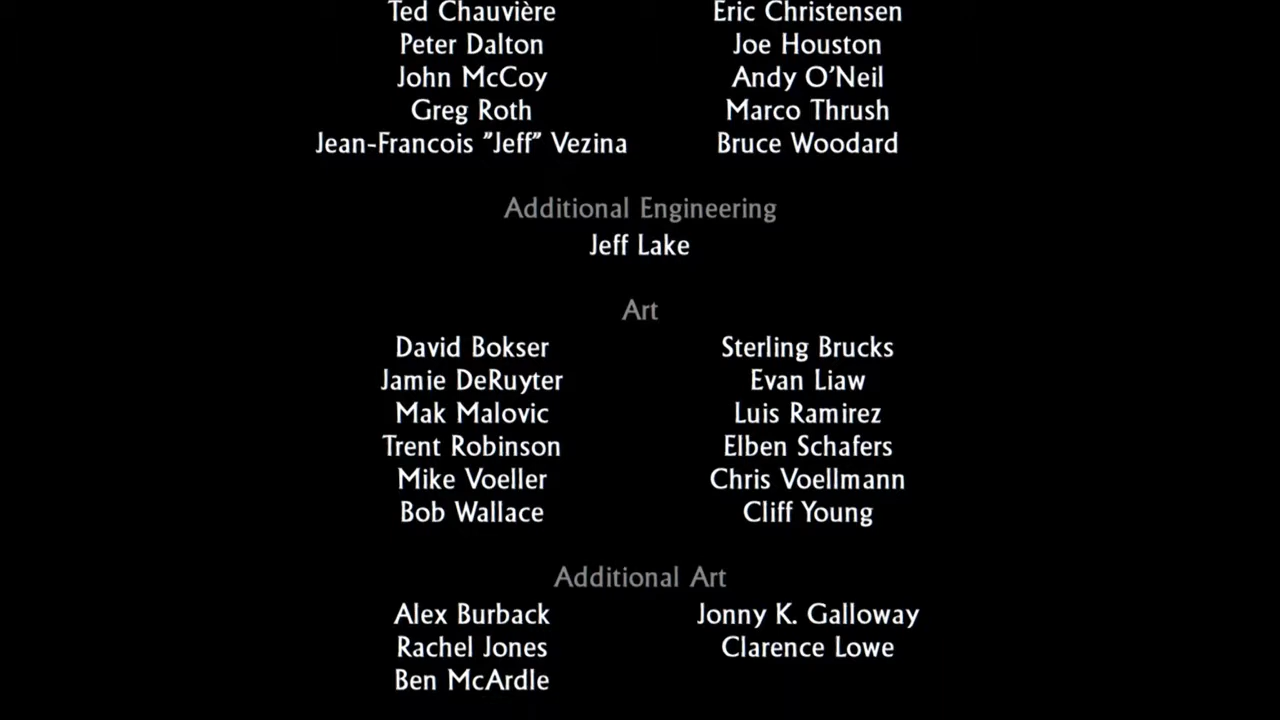 Ted Chauvière Eric Christensen
Peter Dalton Joe Houston
John McCoy Andy O’Neil
Greg Roth Marco Thrush
Jean-Francois ”Jeff” Vezina Bruce Woodard
Additional Engineering
Jeff Lake
Art
David Bokser Sterling Brucks
Jamie DeRuyter Evan Liaw
Mak Malovic Luis Ramirez
Trent Robinson Elben Schafers
Mike Voeller Chris Voellmann
Bob Wallace Cliff Young
Additional Art
Alex Burback Jonny K. Galloway
Rachel Jones Clarence Lowe
Ben McArdle